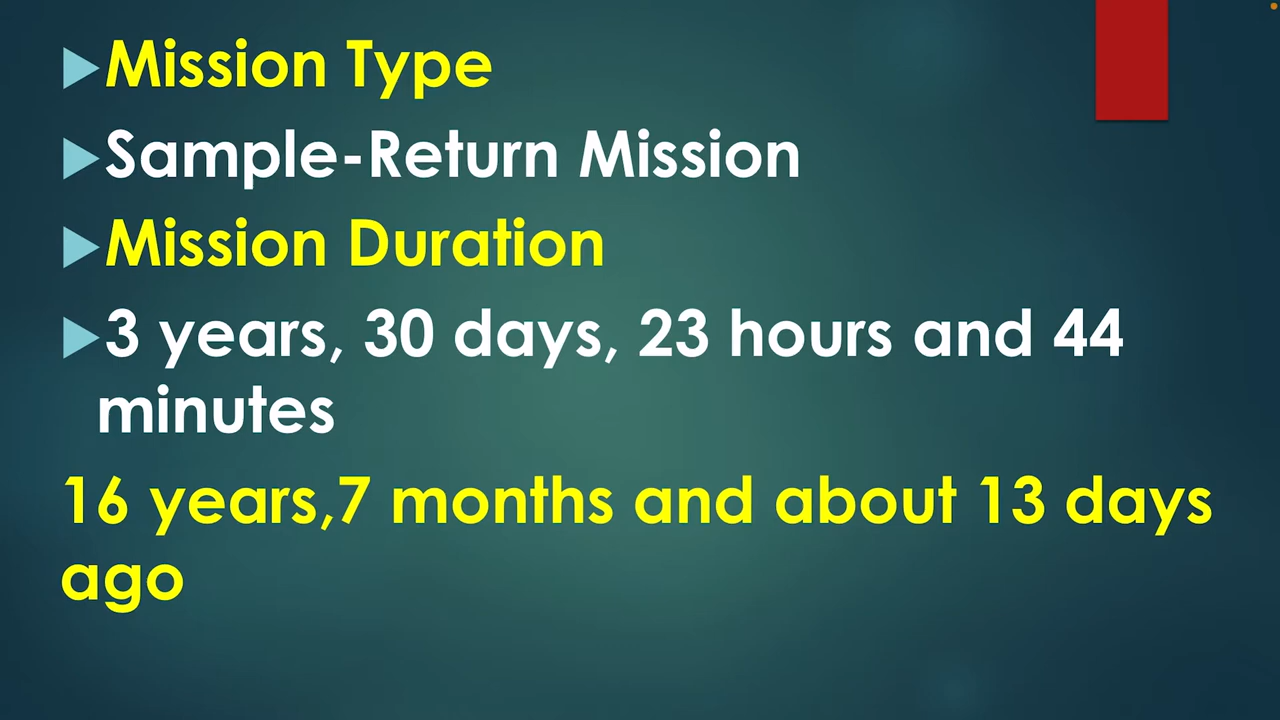 Mission Type
Sample-Return Mission
Mission Duration
3 years, 30 days, 23 hours and 44
minutes
16 years,7 months and about 13 days
ago